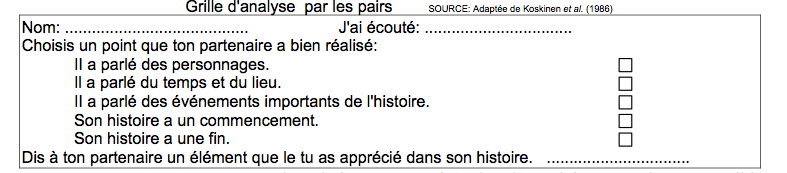 Grille d'analyse par les pairs SOURCE: Adaptée de Koskinen et al. (1986)
Nom: ......................................... J'ai écouté: .................................
Choisis un point que ton partenaire a bien réalisé:
Il a parlé des personnages. ☐
Il a parlé du temps et du lieu. ☐
Il a parlé des événements importants de l'histoire. ☐
Son histoire a un commencement. ☐
Son histoire a une fin. ☐
Dis à ton partenaire un élément que le tu as apprécié dans son histoire. ................................